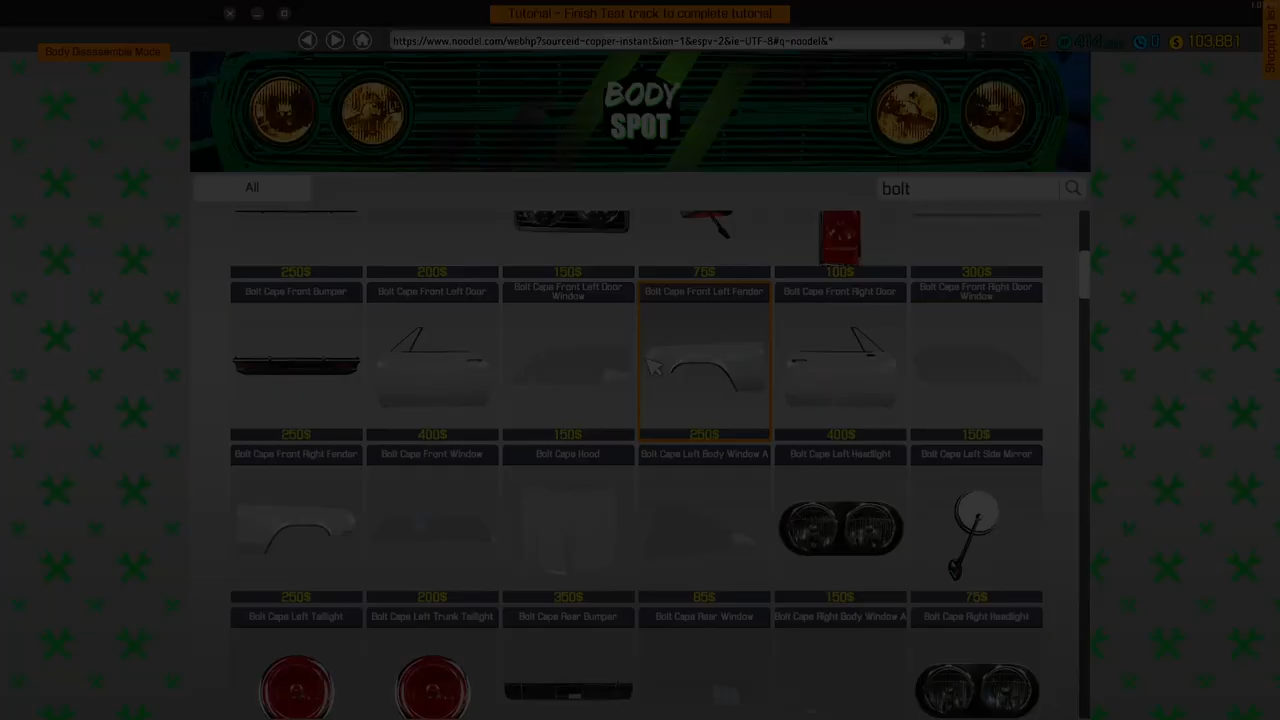 Tutorial - Finish Test track to complete tutorial
Body Disassemble Mode
https://www.noodel.com/webhp?sourceid-copper-instant&ion-1&espv-2&ie-UTF-8#q-noodel&*
2
0
103,881
BODY
SPOT
All
bolt
250$ 200$ 150$ 75$ 100$ 300$
Bolt Cape Front Bumper
Bolt Cape Front Left Door
Bolt Cape Front Left Door
Window
Bolt Cape Front Left Fender
Bolt Cape Front Right Door
Bolt Cape Front Right Door
Window
250$ 400$ 150$ 250$ 400$ 150$
Bolt Cape Front Right Fender
Bolt Cape Front Window
Bolt Cape Hood
Bolt Cape Left Body Window A
Bolt Cape Left Headlight
Bolt Cape Left Side Mirror
250$ 200$ 350$ 85$ 150$ 75$
Bolt Cape Left Taillight
Bolt Cape Left Trunk Taillight
Bolt Cape Rear Bumper
Bolt Cape Rear Window
Bolt Cape Right Body Window A
Bolt Cape Right Headlight